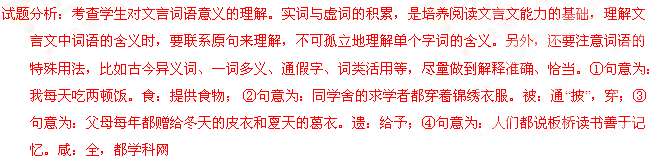 试题分析：考查学生对文言词语意义的理解。实词与虚词的积累，是培养阅读文言文能力的基础，理解文
言文中词语的含义时，要联系原句来理解，不可孤立地理解单个字词的含义。另外，还要注意词语的
特殊用法，比如古今异义词、一词多义、通假字、词类活用等，尽量做到解释准确、恰当。①句意为：
我每天吃两顿饭。食：提供食物； ②句意为：同学舍的求学者都穿着锦绣衣服。被：通“披”，穿；③
句意为：父母每年都赠给冬天的皮衣和夏天的葛衣。遗：给予；④句意为：人们都说板桥读书善于记
忆。咸：全，都学科网